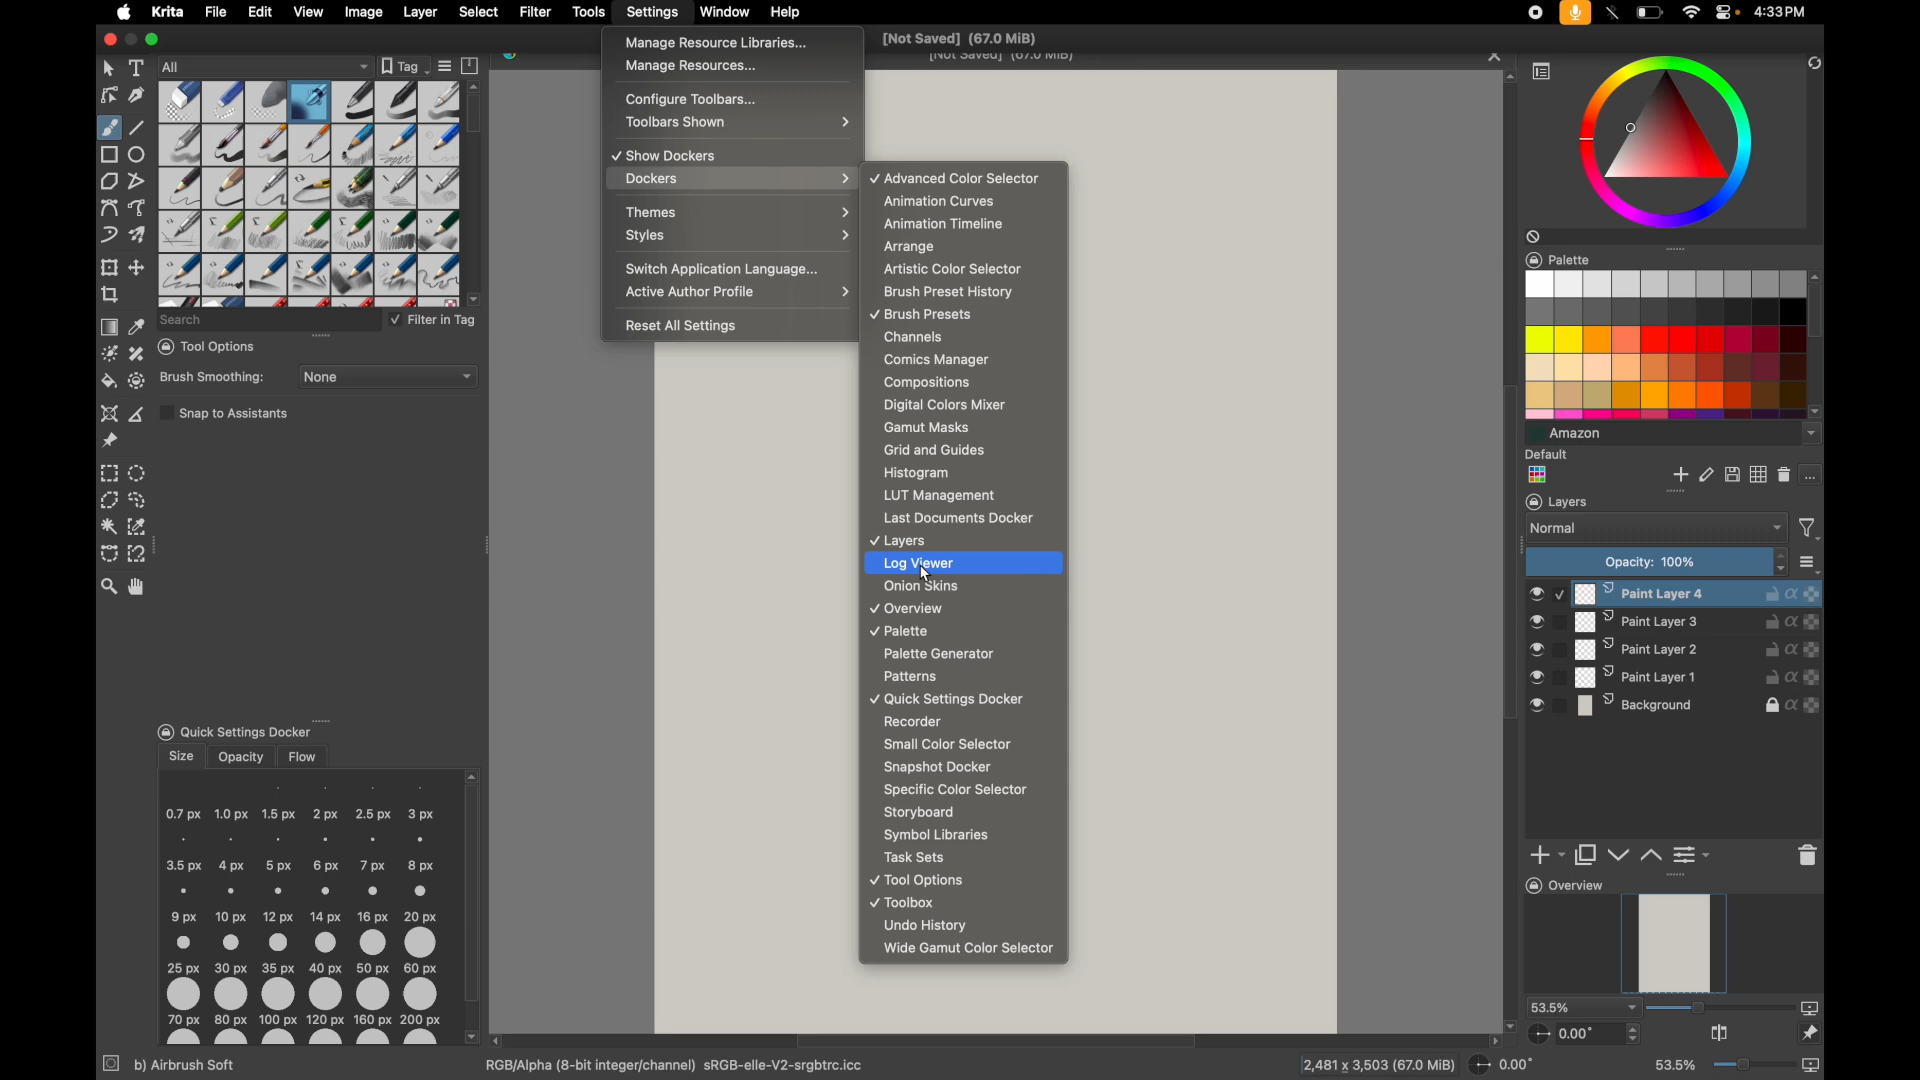 Krita File Edit View Image Layer Select Filter Tools Settings Window Help 4:33 PM
[Not Saved] (67.0 MiB)
[Not Saved] (67.0 MiB)
All
Tag
Search
Filter in Tag
Tool Options
Brush Smoothing: None
Snap to Assistants
Quick Settings Docker
Size Opacity Flow
0.7 px 1.0 px 1.5 px 2 px 2.5 px 3 px
3.5 px 4 px 5 px 6 px 7 px 8 px
9 px 10 px 12 px 14 px 16 px 20 px
25 px 30 px 35 px 40 px 50 px 60 px
70 px 80 px 100 px 120 px 160 px 200 px
Manage Resource Libraries...
Manage Resources...
Configure Toolbars...
Toolbars Shown
Show Dockers
Dockers
Themes
Styles
Switch Application Language...
Active Author Profile
Reset All Settings
Advanced Color Selector
Animation Curves
Animation Timeline
Arrange
Artistic Color Selector
Brush Preset History
Brush Presets
Channels
Comics Manager
Compositions
Digital Colors Mixer
Gamut Masks
Grid and Guides
Histogram
LUT Management
Last Documents Docker
Layers
Log Viewer
Onion Skins
Overview
Palette
Palette Generator
Patterns
Quick Settings Docker
Recorder
Small Color Selector
Snapshot Docker
Specific Color Selector
Storyboard
Symbol Libraries
Task Sets
Tool Options
Toolbox
Undo History
Wide Gamut Color Selector
Palette
Amazon
Default
...
Layers
Normal
Opacity: 100%
Paint Layer 4
Paint Layer 3
Paint Layer 2
Paint Layer 1
Background
Overview
53.5%
0.00°
b) Airbrush Soft
RGB/Alpha (8-bit integer/channel) sRGB-elle-V2-srgbtrc.icc
2,481 x 3,503 (67.0 MiB)
0.00°
53.5%